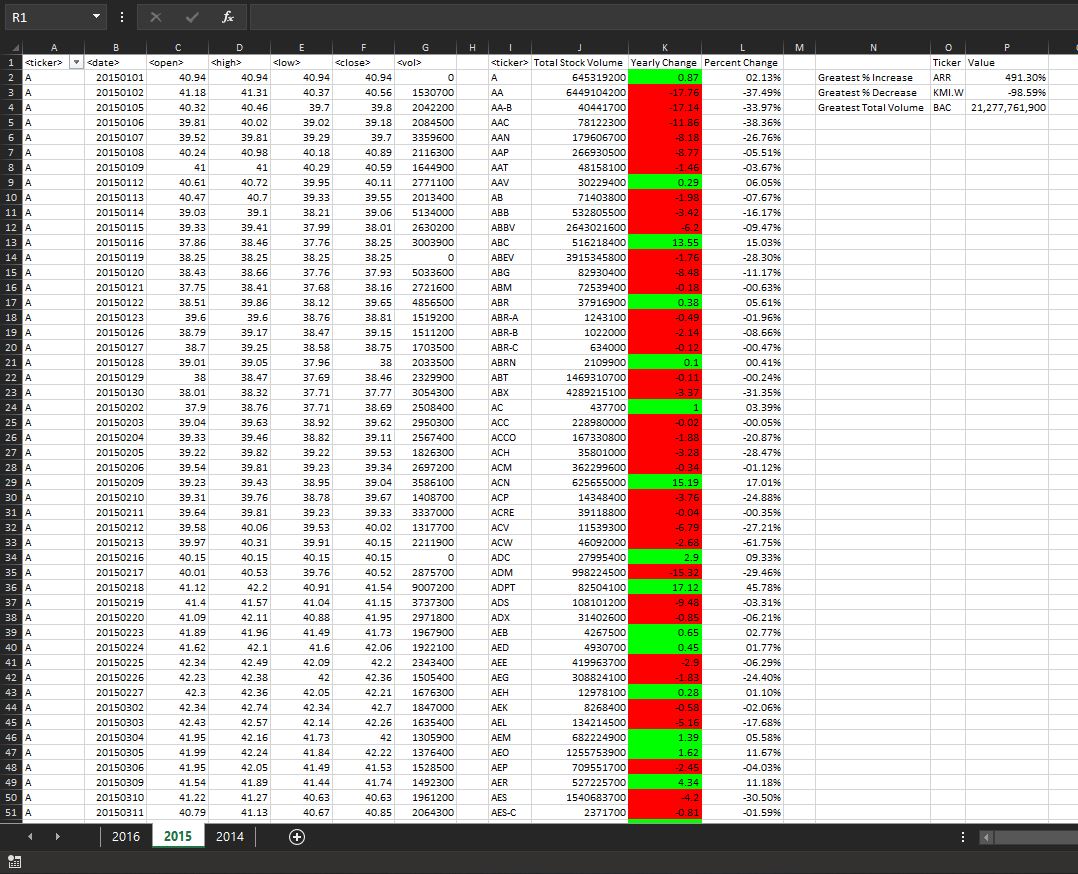 R1 fx
A B C D E F G H I J K L M N O P
1 <ticker> <date> <open> <high> <low> <close> <vol> <ticker> Total Stock Volume Yearly Change Percent Change Ticker Value
2 A 20150101 40.94 40.94 40.94 40.94 0 A 645319200 0.87 02.13% Greatest % Increase ARR 491.30%
3 A 20150102 41.18 41.31 40.37 40.56 1530700 AA 6449104200 -17.76 -37.49% Greatest % Decrease KMI.W -98.59%
4 A 20150105 40.32 40.46 39.7 39.8 2042200 AA-B 40441700 -17.14 -33.97% Greatest Total Volume BAC 21,277,761,900
5 A 20150106 39.81 40.02 39.02 39.18 2084500 AAC 78122300 -11.86 -38.36%
6 A 20150107 39.52 39.81 39.29 39.7 3359600 AAN 179606700 -8.18 -26.76%
7 A 20150108 40.24 40.98 40.18 40.89 2116300 AAP 266930500 -8.77 -05.51%
8 A 20150109 41 41 40.29 40.59 1644900 AAT 48158100 -1.46 -03.67%
9 A 20150112 40.61 40.72 39.95 40.11 2771100 AAV 30229400 0.29 06.05%
10 A 20150113 40.47 40.7 39.33 39.55 2013400 AB 71403800 -1.98 -07.67%
11 A 20150114 39.03 39.1 38.21 39.06 5134000 ABB 532805500 -3.42 -16.17%
12 A 20150115 39.33 39.41 37.99 38.01 2630200 ABBV 2643021600 -6.2 -09.47%
13 A 20150116 37.86 38.46 37.76 38.25 3003900 ABC 516218400 13.55 15.03%
14 A 20150119 38.25 38.25 38.25 38.25 0 ABEV 3915345800 -1.76 -28.30%
15 A 20150120 38.43 38.66 37.76 37.93 5033600 ABG 82930400 -8.48 -11.17%
16 A 20150121 37.75 38.41 37.68 38.16 2721600 ABM 72539400 -0.18 -00.63%
17 A 20150122 38.51 39.86 38.12 39.65 4856500 ABR 37916900 0.38 05.61%
18 A 20150123 39.6 39.6 38.76 38.81 1519200 ABR-A 1243100 -0.49 -01.96%
19 A 20150126 38.79 39.17 38.47 39.15 1511200 ABR-B 1022000 -2.14 -08.66%
20 A 20150127 38.7 39.25 38.58 38.75 1703500 ABR-C 634000 -0.12 -00.47%
21 A 20150128 39.01 39.05 37.96 38 2033500 ABRN 2109900 0.1 00.41%
22 A 20150129 38 38.47 37.69 38.46 2329900 ABT 1469310700 -0.11 -00.24%
23 A 20150130 38.01 38.32 37.71 37.77 3054300 ABX 4289215100 -3.37 -31.35%
24 A 20150202 37.9 38.76 37.71 38.69 2508400 AC 437700 1 03.39%
25 A 20150203 39.04 39.63 38.92 39.62 2950300 ACC 228980000 -0.02 -00.05%
26 A 20150204 39.33 39.46 38.82 39.11 2567400 ACCO 167330800 -1.88 -20.87%
27 A 20150205 39.22 39.82 39.22 39.53 1826300 ACH 35801000 -3.28 -28.47%
28 A 20150206 39.54 39.81 39.23 39.34 2697200 ACM 362299600 -0.34 -01.12%
29 A 20150209 39.23 39.43 38.95 39.04 3586100 ACN 625655000 15.19 17.01%
30 A 20150210 39.31 39.76 38.78 39.67 1408700 ACP 14348400 -3.76 -24.88%
31 A 20150211 39.64 39.81 39.23 39.33 3337000 ACRE 39118800 -0.04 -00.35%
32 A 20150212 39.58 40.06 39.53 40.02 1317700 ACV 11539300 -6.79 -27.21%
33 A 20150213 39.97 40.31 39.91 40.15 2211900 ACW 46092000 -2.68 -61.75%
34 A 20150216 40.15 40.15 40.15 40.15 0 ADC 27995400 2.9 09.33%
35 A 20150217 40.01 40.53 39.76 40.52 2875700 ADM 998224500 -15.32 -29.46%
36 A 20150218 41.12 42.2 40.91 41.54 9007200 ADPT 82504100 17.12 45.78%
37 A 20150219 41.4 41.57 41.04 41.15 3737300 ADS 108101200 -9.48 -03.31%
38 A 20150220 41.09 42.11 40.88 41.95 2971800 ADX 31402600 -0.85 -06.21%
39 A 20150223 41.89 41.96 41.49 41.73 1967900 AEB 4267500 0.65 02.77%
40 A 20150224 41.62 42.1 41.6 42.06 1922100 AED 4930700 0.45 01.77%
41 A 20150225 42.34 42.49 42.09 42.2 2343400 AEE 419963700 -2.9 -06.29%
42 A 20150226 42.23 42.38 42 42.36 1505400 AEG 308824100 -1.83 -24.40%
43 A 20150227 42.3 42.36 42.05 42.21 1676300 AEH 12978100 0.28 01.10%
44 A 20150302 42.34 42.74 42.34 42.7 1847000 AEK 8268400 -0.58 -02.06%
45 A 20150303 42.43 42.57 42.14 42.26 1635400 AEL 134214500 -5.16 -17.68%
46 A 20150304 41.95 42.16 41.73 42 1305900 AEM 682224900 1.39 05.58%
47 A 20150305 41.99 42.24 41.84 42.22 1376400 AEO 1255753900 1.62 11.67%
48 A 20150306 41.95 42.05 41.49 41.53 1528500 AEP 709551700 -2.45 -04.03%
49 A 20150309 41.54 41.89 41.44 41.74 1492300 AER 527225700 4.34 11.18%
50 A 20150310 41.22 41.27 40.63 40.63 1961200 AES 1540683700 -4.2 -30.50%
51 A 20150311 40.79 41.13 40.67 40.85 2064300 AES-C 2371700 -0.81 -01.59%
2016 2015 2014